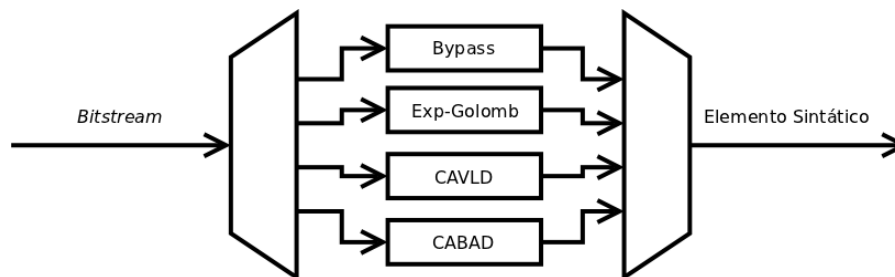 Bypass
Bitstream
Exp-Golomb
Elemento Sintático
CAVLD
CABAD